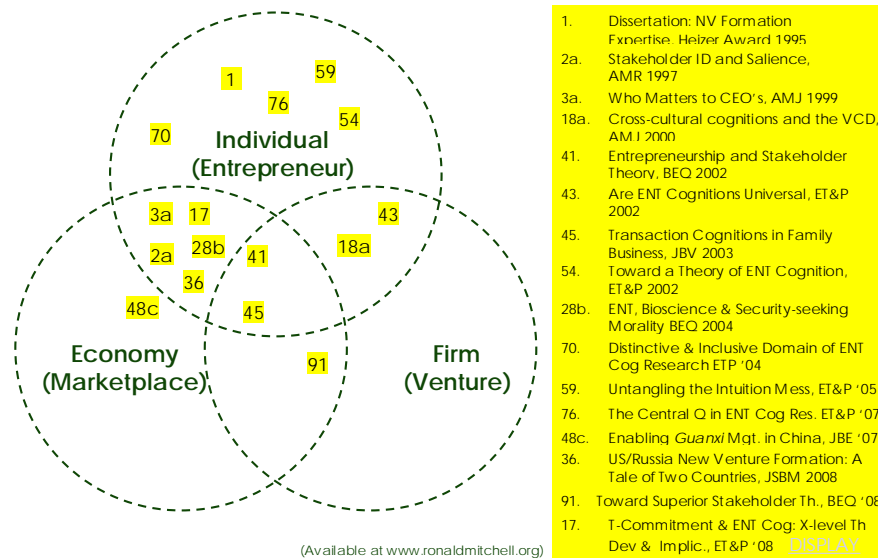 1
59
76
54
70
Individual
(Entrepreneur)
3a
17
43
2a
28b
41
18a
36
48c
45
Economy
(Marketplace)
Firm
(Venture)
91
(Available at www.ronaldmitchell.org)
1. Dissertation: NV Formation
Expertise, Heizer Award 1995
2a. Stakeholder ID and Salience,
AMR 1997
3a. Who Matters to CEO's, AMJ 1999
18a. Cross-cultural cognitions and the VCD,
AMJ 2000
41. Entrepreneurship and Stakeholder
Theory, BEQ 2002
43. Are ENT Cognitions Universal, ET&P
2002
45. Transaction Cognitions in Family
Business, JBV 2003
54. Toward a Theory of ENT Cognition,
ET&P 2002
28b. ENT, Bioscience & Security-seeking
Morality BEQ 2004
70. Distinctive & Inclusive Domain of ENT
Cog Research ETP '04
59. Untangling the Intuition Mess, ET&P '05
76. The Central Q in ENT Cog Res. ET&P '07
48c. Enabling Guanxi Mgt. in China, JBE '07
36. US/Russia New Venture Formation: A
Tale of Two Countries, JSBM 2008
91. Toward Superior Stakeholder Th., BEQ '08
17. T-Commitment & ENT Cog: X-level Th
Dev & Implic., ET&P '08 DISPLAY